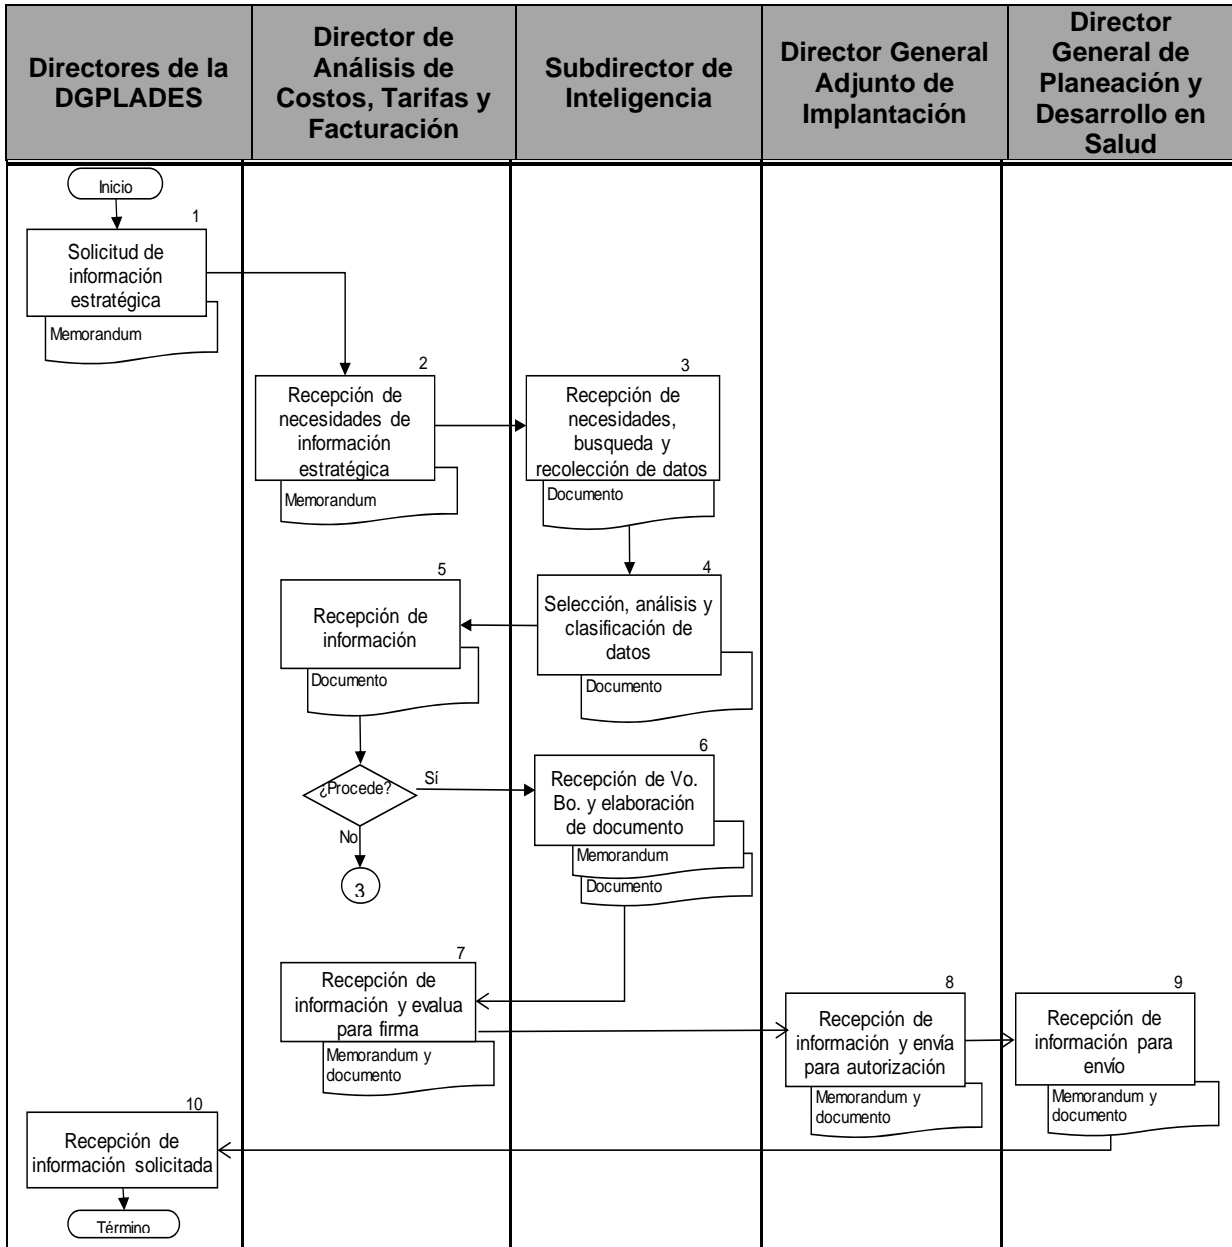 Directores de la
DGPLADES
Director de
Análisis de
Costos, Tarifas y
Facturación
Subdirector de
Inteligencia
Director General
Adjunto de
Implantación
Director
General de
Planeación y
Desarrollo en
Salud
Inicio
1
Solicitud de
información
estratégica
Memorandum
2
Recepción de
necesidades de
información
estratégica
Memorandum
3
Recepción de
necesidades,
busqueda y
recolección de datos
Documento
4
Selección, análisis y
clasificación de
datos
Documento
5
Recepción de
información
Documento
¿Procede?
Sí
No
3
6
Recepción de Vo.
Bo. y elaboración
de documento
Memorandum
Documento
7
Recepción de
información y evalua
para firma
Memorandum y
documento
8
Recepción de
información y envía
para autorización
Memorandum y
documento
9
Recepción de
información para
envío
Memorandum y
documento
10
Recepción de
información solicitada
Término